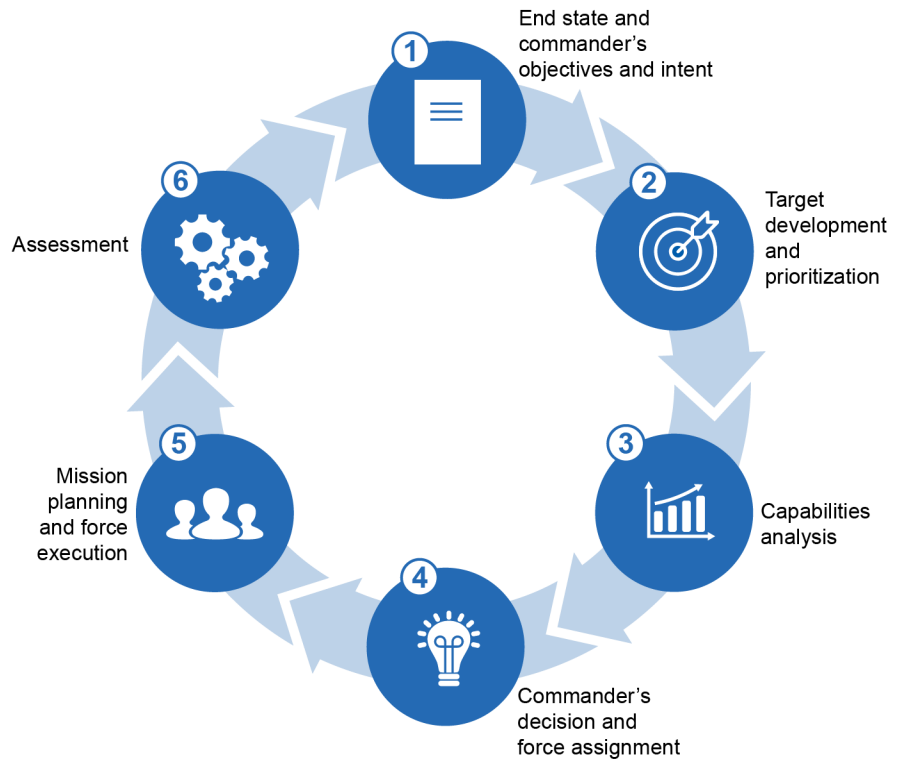 1
End state and
commander’s
objectives and intent
2
Target
development
and
prioritization
3
Capabilities
analysis
4
Commander’s
decision and
force assignment
5
Mission
planning
and force
execution
6
Assessment